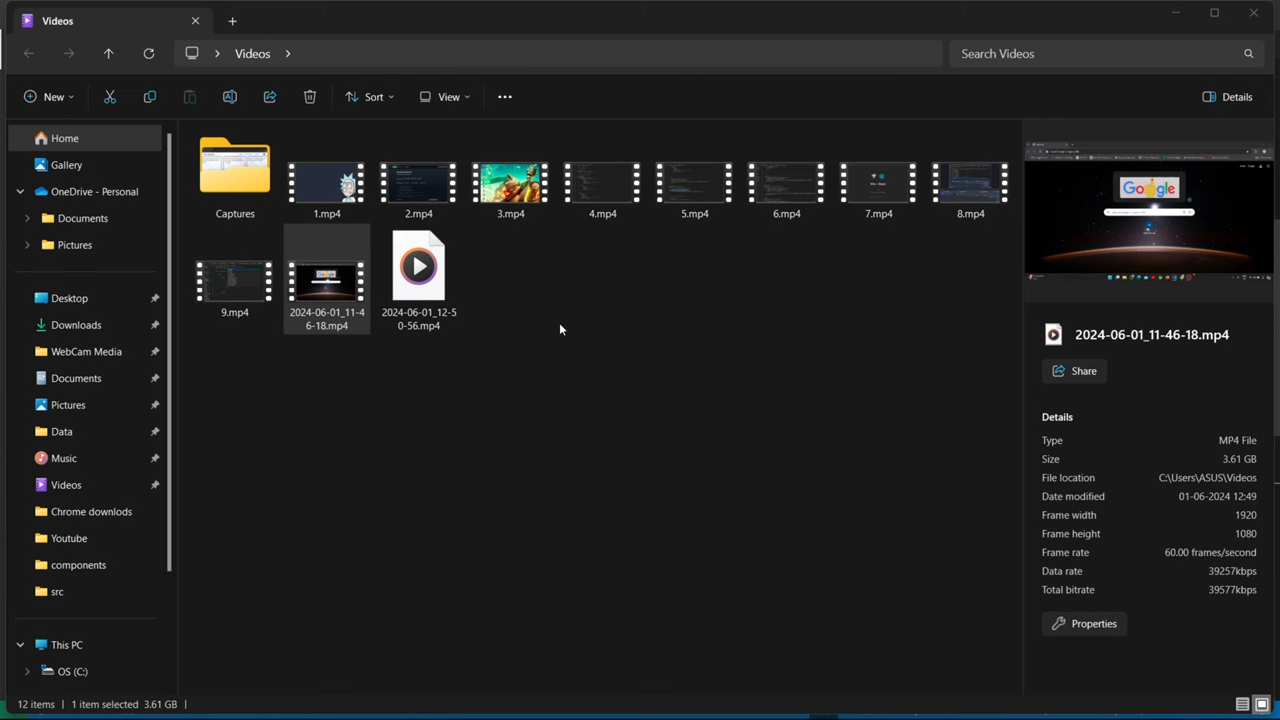 Videos
Videos
Search Videos
New
Sort
View
Details
Home
Gallery
OneDrive - Personal
Documents
Pictures
Desktop
Downloads
WebCam Media
Documents
Pictures
Data
Music
Videos
Chrome downlods
Youtube
components
src
This PC
OS (C:)
Captures
1.mp4
2.mp4
3.mp4
4.mp4
5.mp4
6.mp4
7.mp4
8.mp4
9.mp4
2024-06-01_11-4
6-18.mp4
2024-06-01_12-5
0-56.mp4
Google
2024-06-01_11-46-18.mp4
Share
Details
Type MP4 File
Size 3.61 GB
File location C:\Users\ASUS\Videos
Date modified 01-06-2024 12:49
Frame width 1920
Frame height 1080
Frame rate 60.00 frames/second
Data rate 39257kbps
Total bitrate 39577kbps
Properties
12 items 1 item selected 3.61 GB